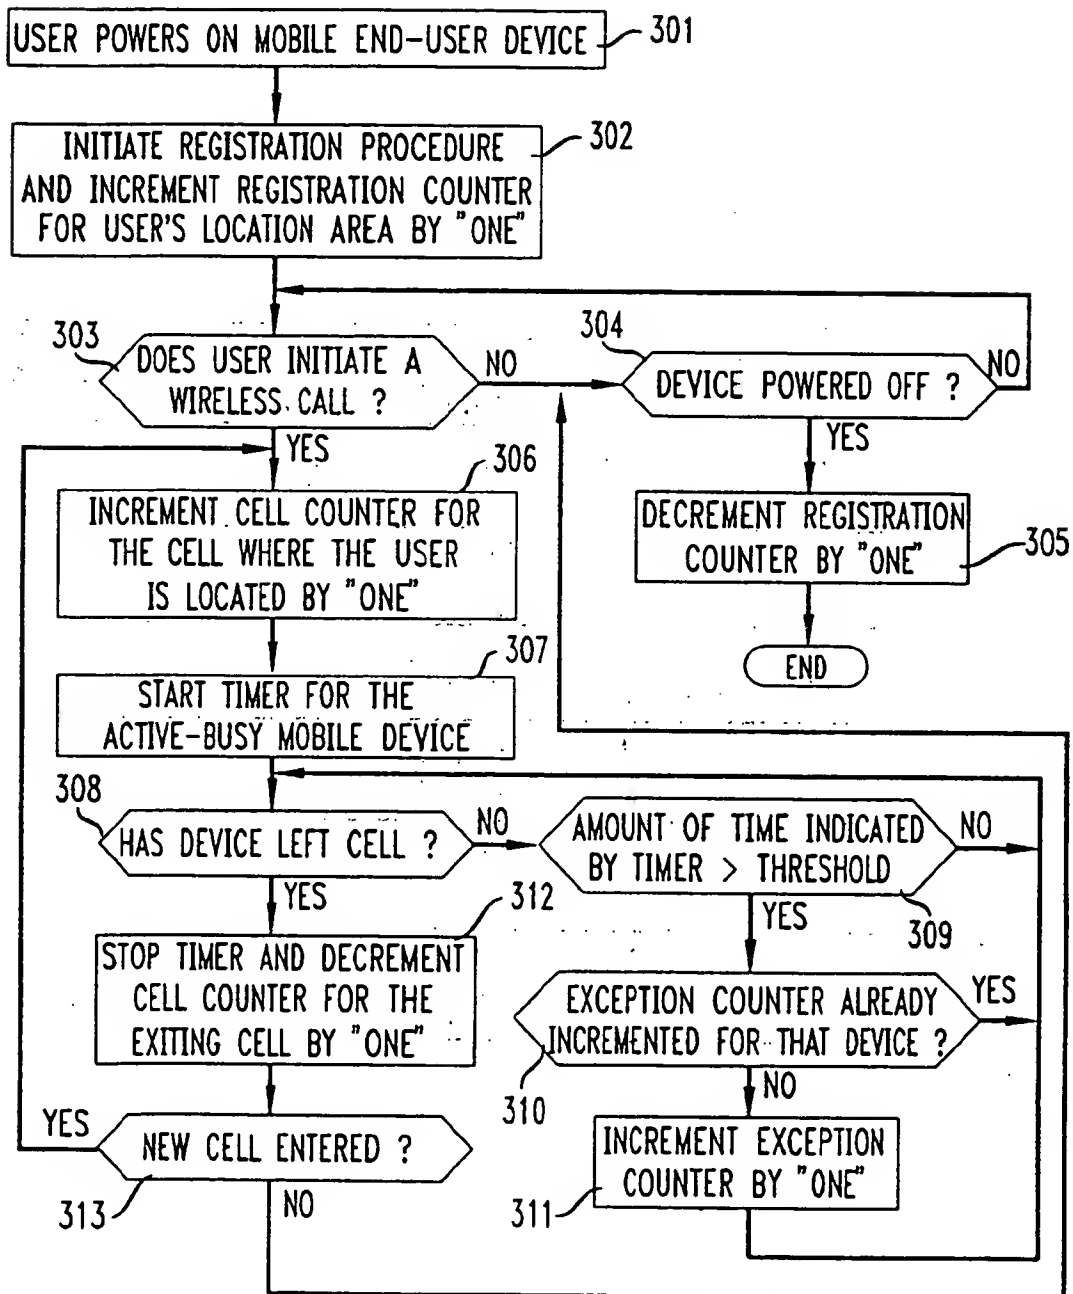 USER POWERS ON MOBILE END-USER DEVICE
301
INITIATE REGISTRATION PROCEDURE
AND INCREMENT REGISTRATION COUNTER
FOR USER'S LOCATION AREA BY "ONE"
302
303
DOES USER INITIATE A
WIRELESS CALL ?
NO
YES
304
DEVICE POWERED OFF ?
NO
YES
DECREMENT REGISTRATION
COUNTER BY "ONE"
305
END
306
INCREMENT CELL COUNTER FOR
THE CELL WHERE THE USER
IS LOCATED BY "ONE"
307
START TIMER FOR THE
ACTIVE-BUSY MOBILE DEVICE
308
HAS DEVICE LEFT CELL ?
NO
YES
AMOUNT OF TIME INDICATED
BY TIMER > THRESHOLD
NO
309
YES
312
STOP TIMER AND DECREMENT
CELL COUNTER FOR THE
EXITING CELL BY "ONE"
EXCEPTION COUNTER ALREADY
INCREMENTED FOR THAT DEVICE ?
YES
310
NO
YES
NEW CELL ENTERED ?
313
NO
INCREMENT EXCEPTION
COUNTER BY "ONE"
311